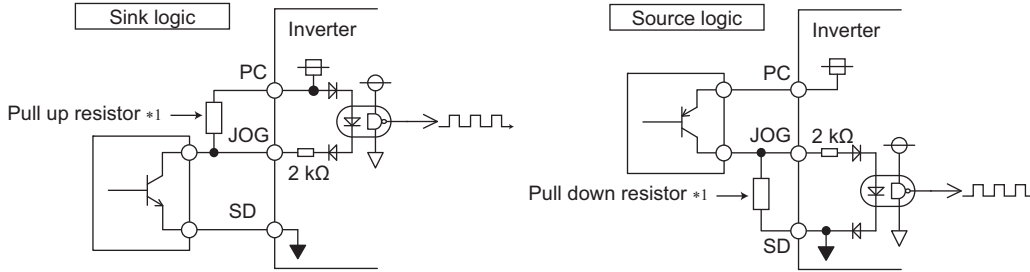 Sink logic
Inverter
PC
Pull up resistor *1
JOG
2 kΩ
SD
Source logic
Inverter
PC
JOG
2 kΩ
Pull down resistor *1
SD